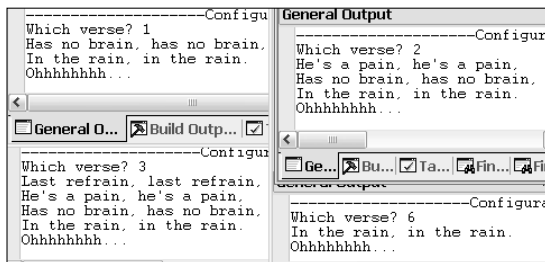 --------------------Configur
Which verse? 1
Has no brain, has no brain,
In the rain, in the rain.
Ohhhhhhhh...
General O...
Build Outp...
General Output
--------------------Configur
Which verse? 2
He's a pain, he's a pain,
Has no brain, has no brain,
In the rain, in the rain.
Ohhhhhhhh...
Ge...
Bu...
Ta...
Fin...
Fi
--------------------Configur
Which verse? 3
Last refrain, last refrain,
He's a pain, he's a pain,
Has no brain, has no brain,
In the rain, in the rain.
Ohhhhhhhh...
General Output
--------------------Configura
Which verse? 6
In the rain, in the rain.
Ohhhhhhhh...